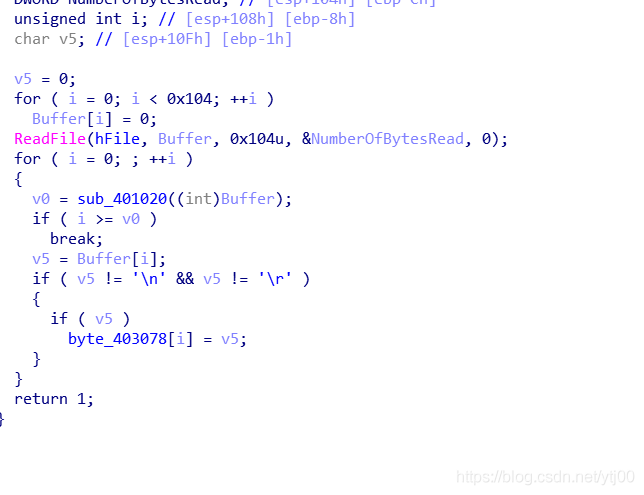 DWORD NumberOfBytesRead; // [esp+104h] [ebp-Ch]
unsigned int i; // [esp+108h] [ebp-8h]
char v5; // [esp+10Fh] [ebp-1h]
v5 = 0;
for ( i = 0; i < 0x104; ++i )
Buffer[i] = 0;
ReadFile(hFile, Buffer, 0x104u, &NumberOfBytesRead, 0);
for ( i = 0; ; ++i )
{
v0 = sub_401020((int)Buffer);
if ( i >= v0 )
break;
v5 = Buffer[i];
if ( v5 != '\n' && v5 != '\r' )
{
if ( v5 )
byte_403078[i] = v5;
}
}
return 1;
}
https://blog.csdn.net/ytj00